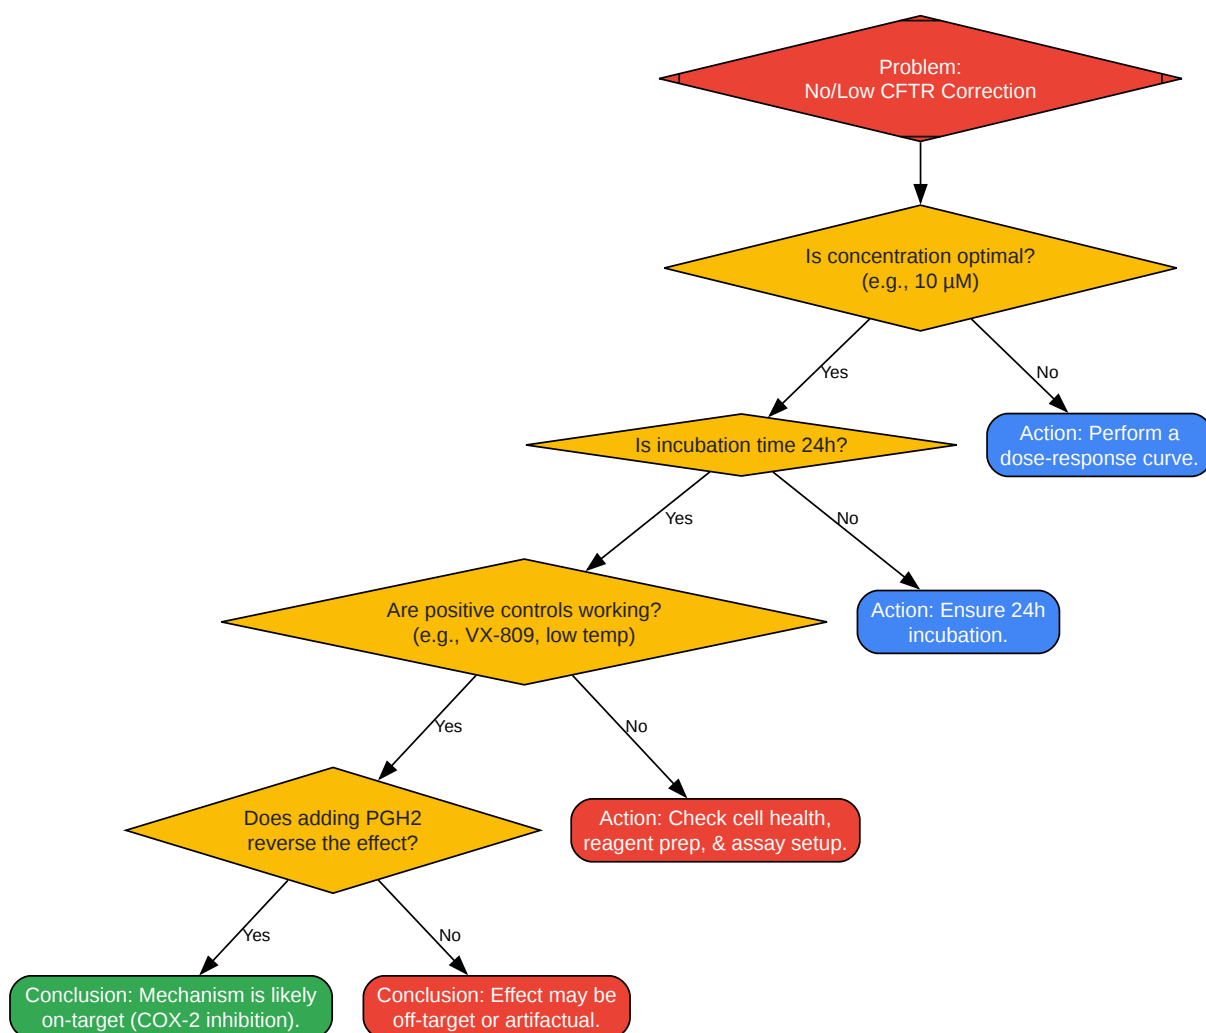 Problem:
No/Low CFTR Correction
Is concentration optimal?
(e.g., 10 µM)
Yes
No
Is incubation time 24h?
Action: Perform a
dose-response curve.
Yes
No
Are positive controls working?
(e.g., VX-809, low temp)
Action: Ensure 24h
incubation.
Yes
No
Does adding PGH2
reverse the effect?
Action: Check cell health,
reagent prep, & assay setup.
Yes
No
Conclusion: Mechanism is likely
on-target (COX-2 inhibition).
Conclusion: Effect may be
off-target or artifactual.